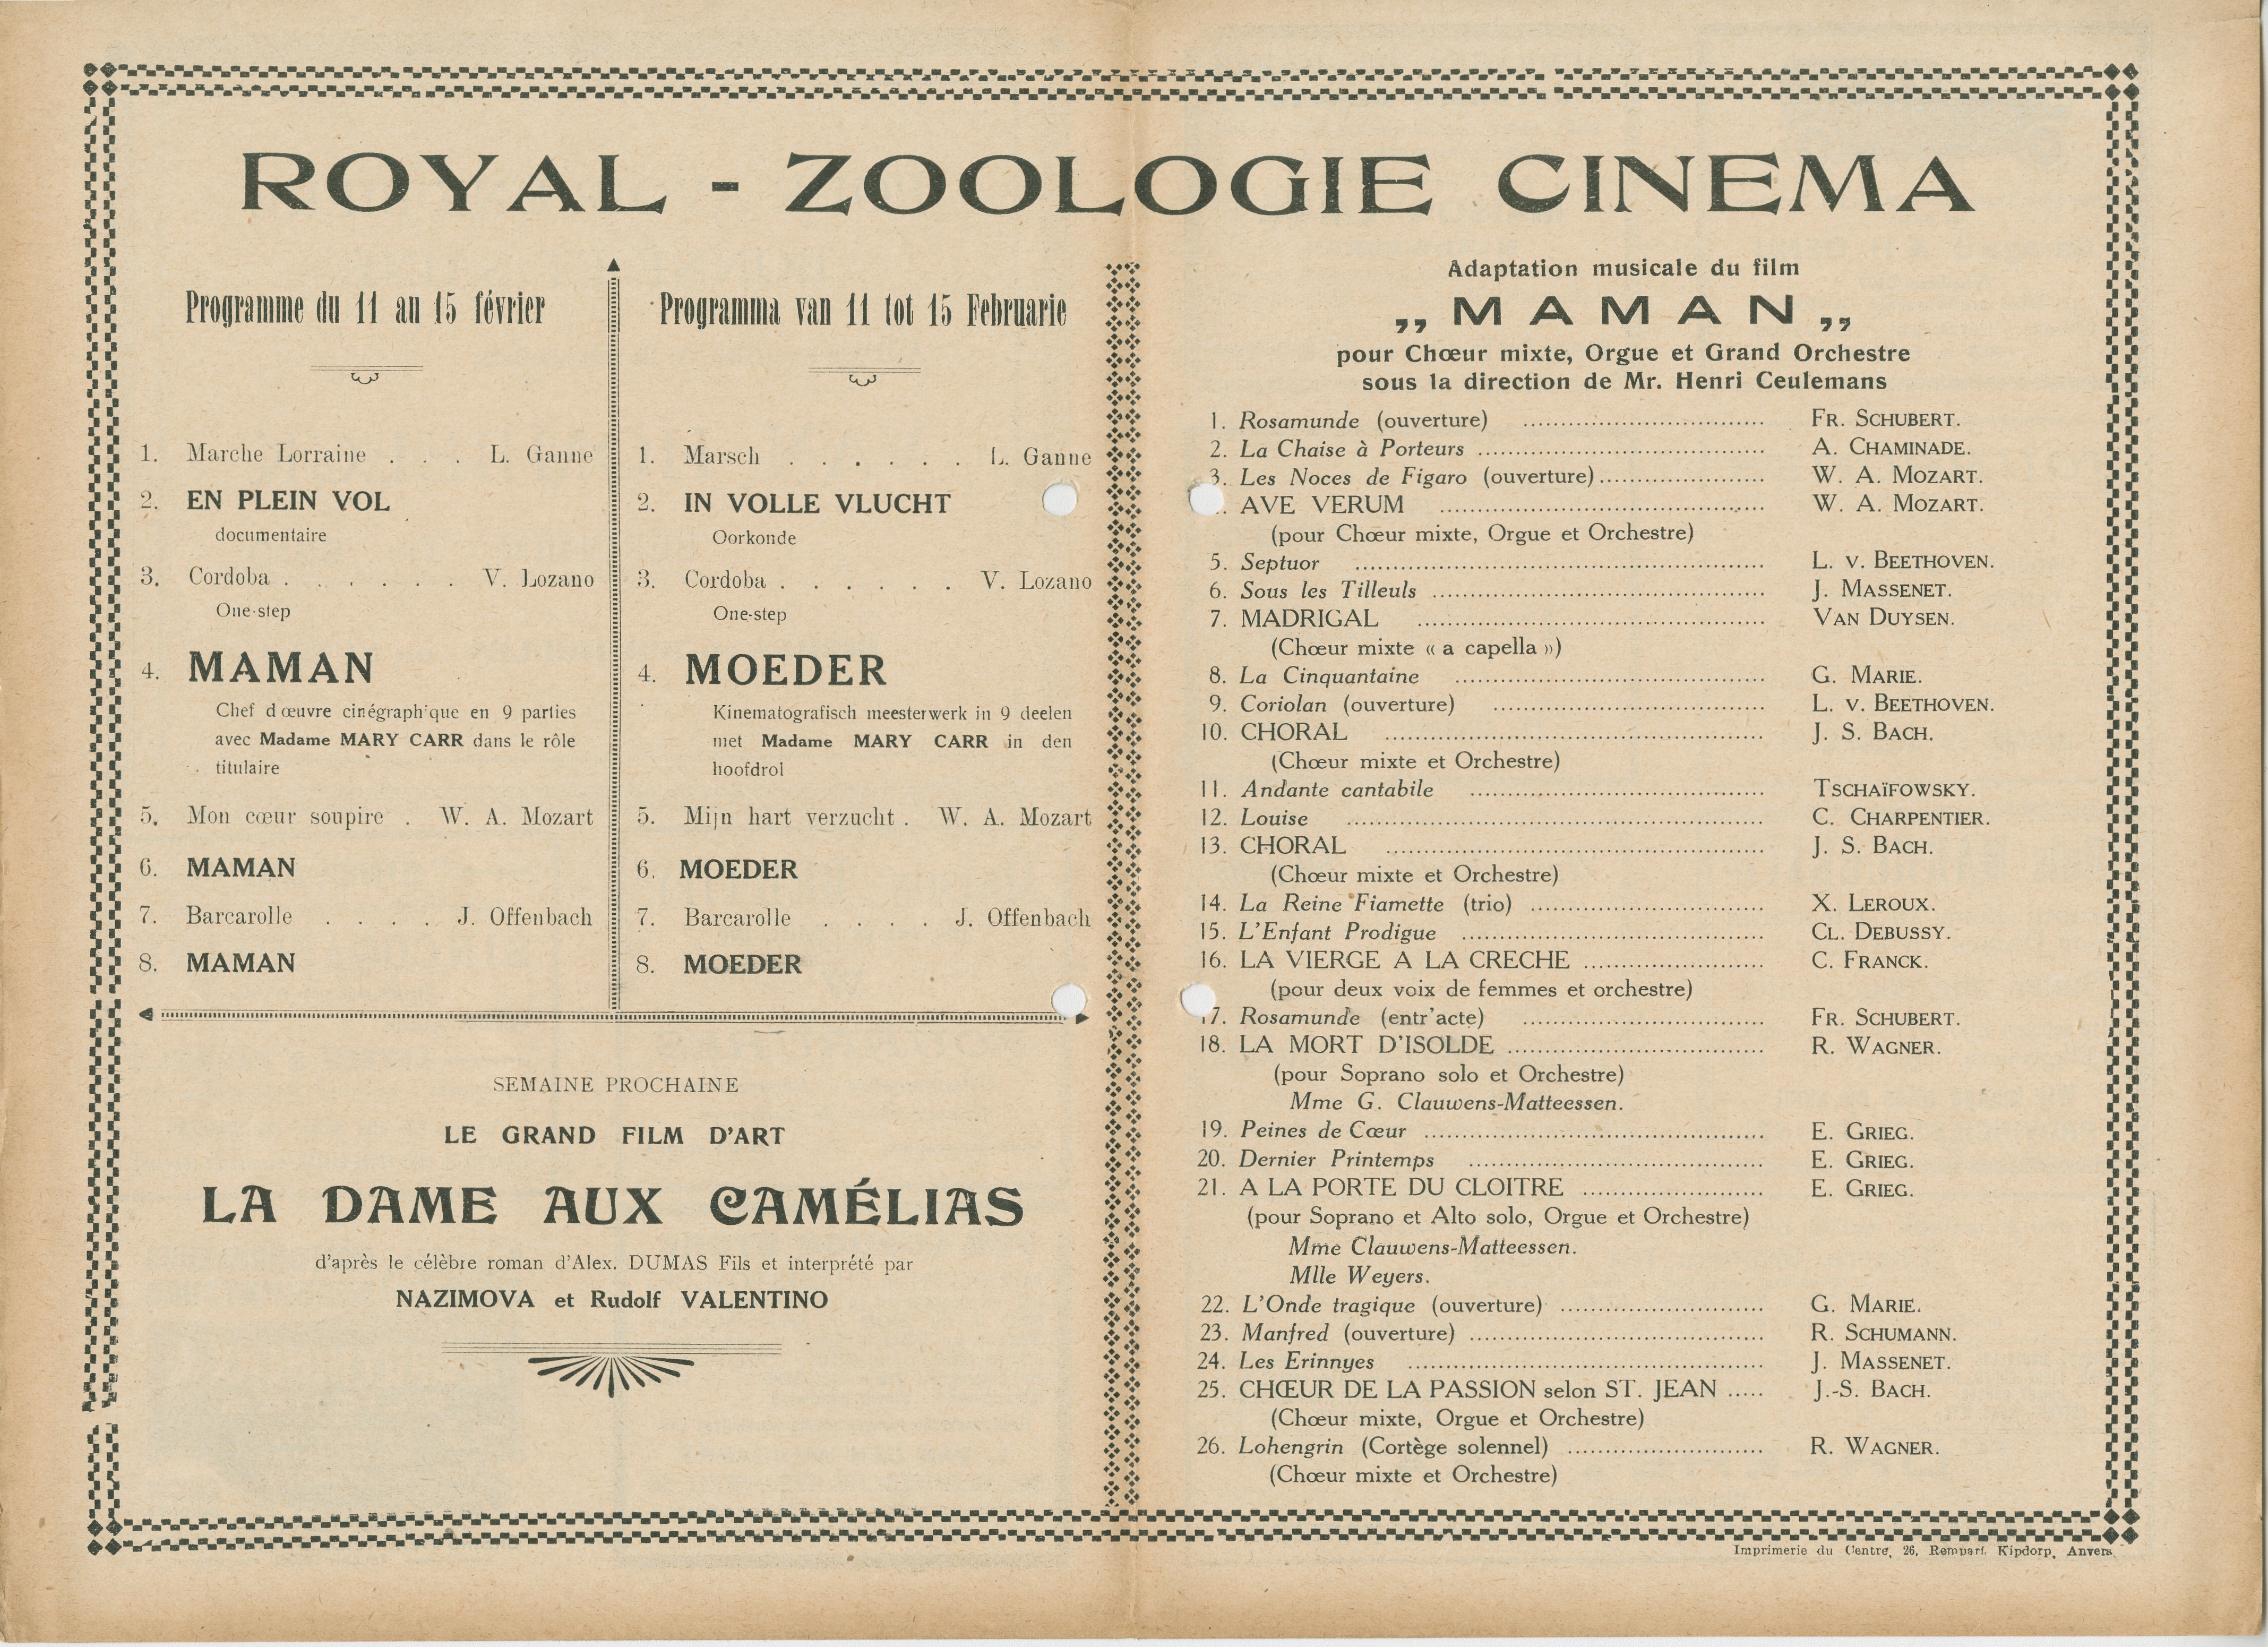 ROYAL - ZOOLOGIE CINEMA
Programme du 11 au 15 février
1. Marche Lorraine . . . L. Ganne
2. EN PLEIN VOL
documentaire
3. Cordoba . . . . . . V. Lozano
One-step
4. MAMAN
Chef d œuvre cinégraph'que en 9 parties
avec Madame MARY CARR dans le rôle
titulaire
5. Mon cœur soupire . W. A. Mozart
6. MAMAN
7. Barcarolle . . . . J. Offenbach
8. MAMAN
Programma van 11 tot 15 Februarie
1. Marsch . . . . . . L. Ganne
2. IN VOLLE VLUCHT
Oorkonde
3. Cordoba . . . . . . V. Lozano
One-step
4. MOEDER
Kinematografisch meesterwerk in 9 deelen
met Madame MARY CARR in den
hoofdrol
5. Mijn hart verzucht . W. A. Mozart
6. MOEDER
7. Barcarolle . . . . J. Offenbach
8. MOEDER
SEMAINE PROCHAINE
LE GRAND FILM D'ART
LA DAME AUX CAMÉLIAS
d'après le célèbre roman d'Alex. DUMAS Fils et interprété par
NAZIMOVA et Rudolf VALENTINO
Adaptation musicale du film
„ MAMAN „
pour Chœur mixte, Orgue et Grand Orchestre
sous la direction de Mr. Henri Ceulemans
1. Rosamunde (ouverture) ........ FR. SCHUBERT.
2. La Chaise à Porteurs ........ A. CHAMINADE.
3. Les Noces de Figaro (ouverture) ........ W. A. MOZART.
. AVE VERUM ........ W. A. MOZART.
(pour Chœur mixte, Orgue et Orchestre)
5. Septuor ........ L. v. BEETHOVEN.
6. Sous les Tilleuls ........ J. MASSENET.
7. MADRIGAL ........ VAN DUYSEN.
(Chœur mixte « a capella »)
8. La Cinquantaine ........ G. MARIE.
9. Coriolan (ouverture) ........ L. v. BEETHOVEN.
10. CHORAL ........ J. S. BACH.
(Chœur mixte et Orchestre)
11. Andante cantabile ........ TSCHAÏFOWSKY.
12. Louise ........ C. CHARPENTIER.
13. CHORAL ........ J. S. BACH.
(Chœur mixte et Orchestre)
14. La Reine Fiamette (trio) ........ X. LEROUX.
15. L'Enfant Prodigue ........ CL. DEBUSSY.
16. LA VIERGE A LA CRECHE ........ C. FRANCK.
(pour deux voix de femmes et orchestre)
17. Rosamunde (entr'acte) ........ FR. SCHUBERT.
18. LA MORT D'ISOLDE ........ R. WAGNER.
(pour Soprano solo et Orchestre)
Mme G. Clauwens-Matteessen.
19. Peines de Cœur ........ E. GRIEG.
20. Dernier Printemps ........ E. GRIEG.
21. A LA PORTE DU CLOITRE ........ E. GRIEG.
(pour Soprano et Alto solo, Orgue et Orchestre)
Mme Clauwens-Matteessen.
Mlle Weyers.
22. L'Onde tragique (ouverture) ........ G. MARIE.
23. Manfred (ouverture) ........ R. SCHUMANN.
24. Les Erinnyes ........ J. MASSENET.
25. CHŒUR DE LA PASSION selon ST. JEAN ..... J.-S. BACH.
(Chœur mixte, Orgue et Orchestre)
26. Lohengrin (Cortège solennel) ........ R. WAGNER.
(Chœur mixte et Orchestre)
Imprimerie du Centre, 26, Rempart Kipdorp, Anvers.